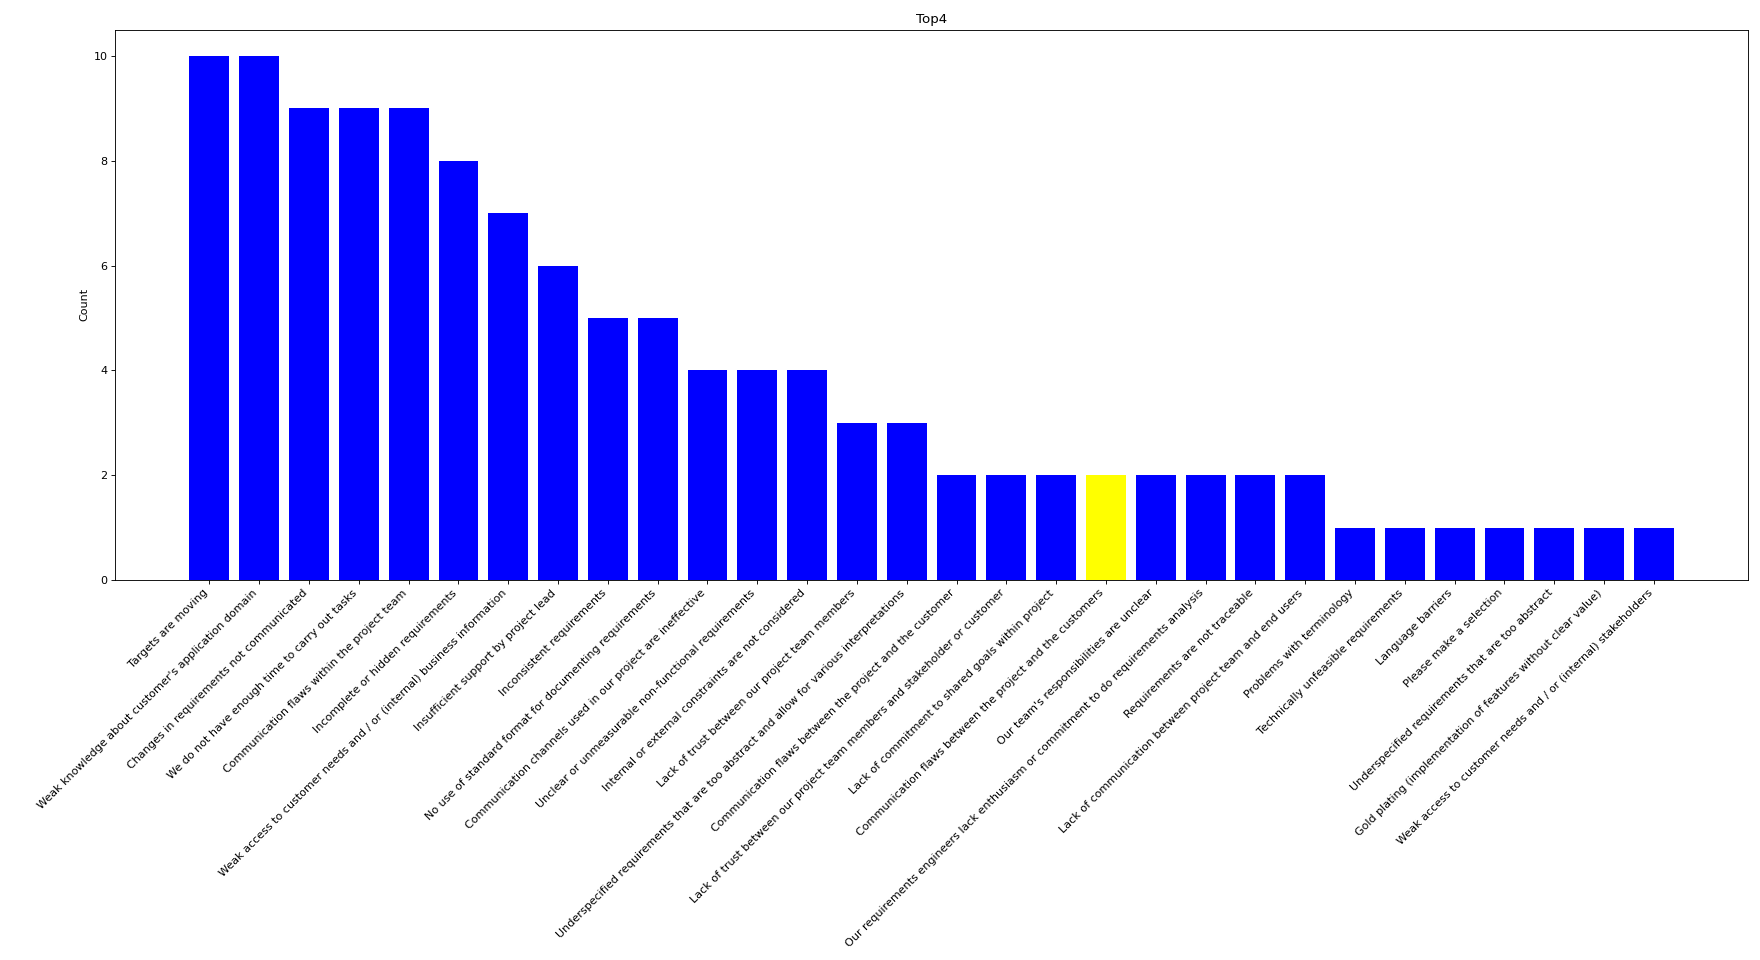 Top4
Count
10
8
6
4
2
0
Targets are moving
Weak knowledge about customer's application domain
Changes in requirements not communicated
We do not have enough time to carry out tasks
Communication flaws within the project team
Incomplete or hidden requirements
Weak access to customer needs and / or (internal) business information
Insufficient support by project lead
Inconsistent requirements
No use of standard format for documenting requirements
Communication channels used in our project are ineffective
Unclear or unmeasurable non-functional requirements
Internal or external constraints are not considered
Lack of trust between our project team members
Underspecified requirements that are too abstract and allow for various interpretations
Communication flaws between the project and the customer
Lack of trust between our project team members and stakeholder or customer
Lack of commitment to shared goals within project
Communication flaws between the project and the customers
Our team's responsibilities are unclear
Our requirements engineers lack enthusiasm or commitment to do requirements analysis
Requirements are not traceable
Lack of communication between project team and end users
Problems with terminology
Technically unfeasible requirements
Language barriers
Please make a selection
Underspecified requirements that are too abstract
Gold plating (implementation of features without clear value)
Weak access to customer needs and / or (internal) stakeholders